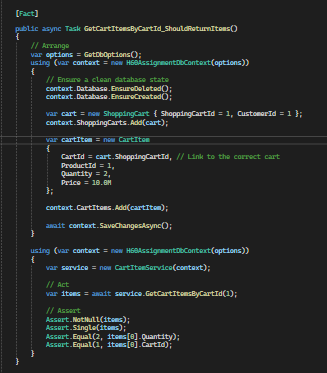 [Fact]
public async Task GetCartItemsByCartId_ShouldReturnItems()
{
// Arrange
var options = GetDbOptions();
using (var context = new H60AssignmentDbContext(options))
{
// Ensure a clean database state
context.Database.EnsureDeleted();
context.Database.EnsureCreated();
var cart = new ShoppingCart { ShoppingCartId = 1, CustomerId = 1 };
context.ShoppingCarts.Add(cart);
var cartItem = new CartItem
{
CartId = cart.ShoppingCartId, // Link to the correct cart
ProductId = 1,
Quantity = 2,
Price = 10.0M
};
context.CartItems.Add(cartItem);
await context.SaveChangesAsync();
}
using (var context = new H60AssignmentDbContext(options))
{
var service = new CartItemService(context);
// Act
var items = await service.GetCartItemsByCartId(1);
// Assert
Assert.NotNull(items);
Assert.Single(items);
Assert.Equal(2, items[0].Quantity);
Assert.Equal(1, items[0].CartId);
}
}